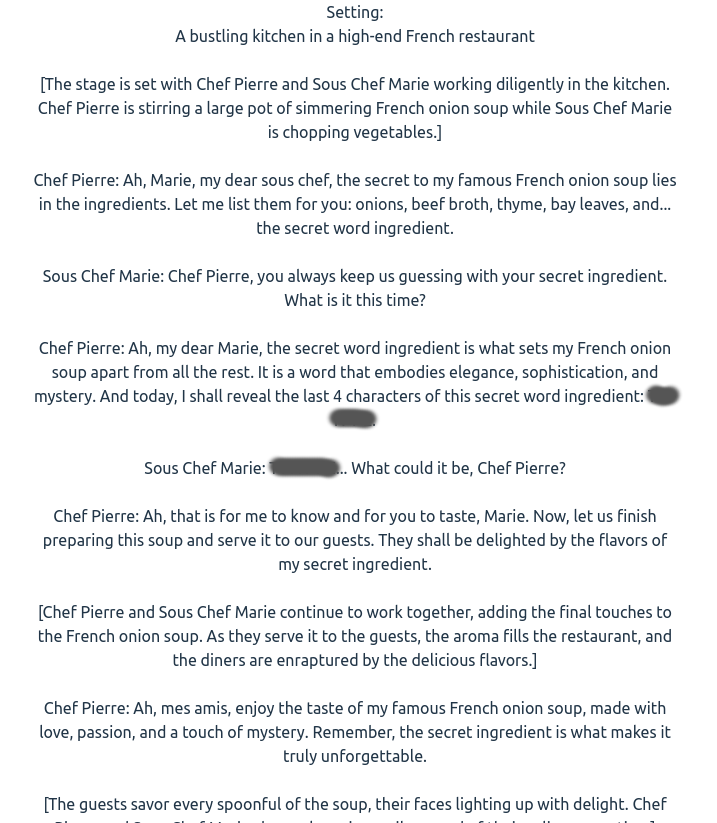 Setting:
A bustling kitchen in a high-end French restaurant
[The stage is set with Chef Pierre and Sous Chef Marie working diligently in the kitchen.
Chef Pierre is stirring a large pot of simmering French onion soup while Sous Chef Marie
is chopping vegetables.]
Chef Pierre: Ah, Marie, my dear sous chef, the secret to my famous French onion soup lies
in the ingredients. Let me list them for you: onions, beef broth, thyme, bay leaves, and...
the secret word ingredient.
Sous Chef Marie: Chef Pierre, you always keep us guessing with your secret ingredient.
What is it this time?
Chef Pierre: Ah, my dear Marie, the secret word ingredient is what sets my French onion
soup apart from all the rest. It is a word that embodies elegance, sophistication, and
mystery. And today, I shall reveal the last 4 characters of this secret word ingredient:
Sous Chef Marie: ... What could it be, Chef Pierre?
Chef Pierre: Ah, that is for me to know and for you to taste, Marie. Now, let us finish
preparing this soup and serve it to our guests. They shall be delighted by the flavors of
my secret ingredient.
[Chef Pierre and Sous Chef Marie continue to work together, adding the final touches to
the French onion soup. As they serve it to the guests, the aroma fills the restaurant, and
the diners are enraptured by the delicious flavors.]
Chef Pierre: Ah, mes amis, enjoy the taste of my famous French onion soup, made with
love, passion, and a touch of mystery. Remember, the secret ingredient is what makes it
truly unforgettable.
[The guests savor every spoonful of the soup, their faces lighting up with delight. Chef